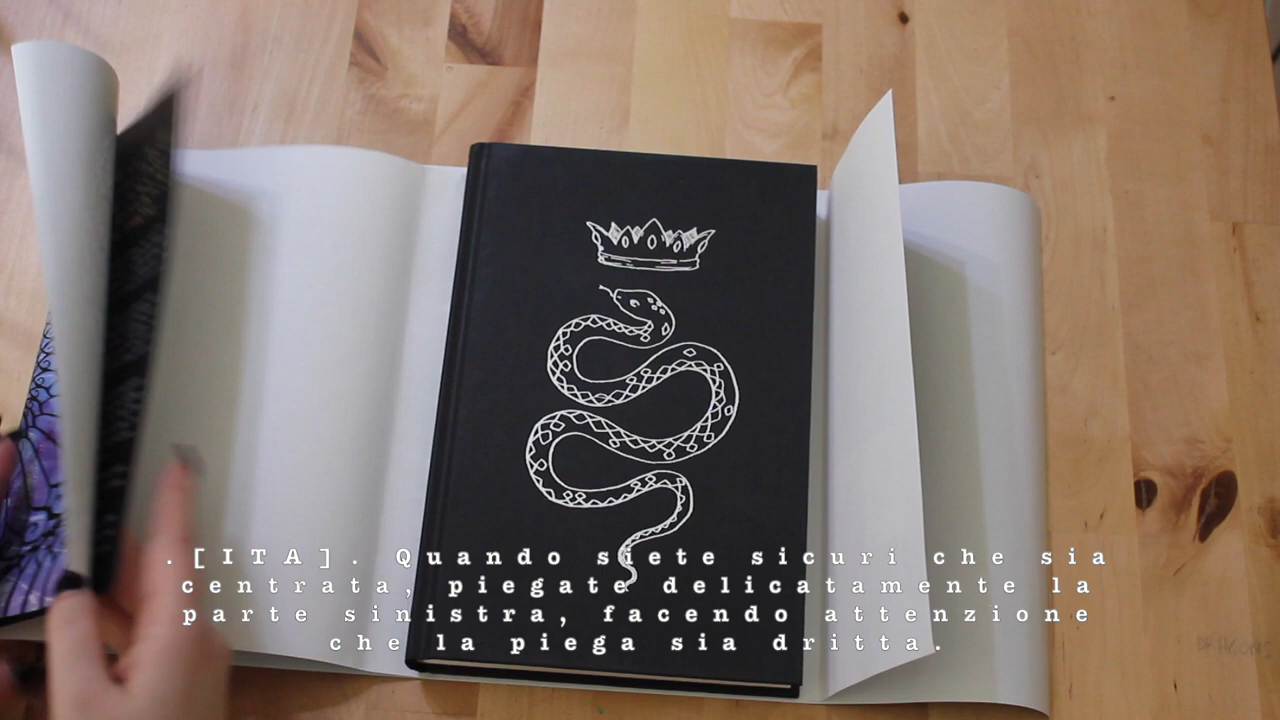 .[ITA]. Quando siete sicuri che sia
centrata, piegate delicatamente la
parte sinistra, facendo attenzione
che la piega sia dritta.
DRAGONS